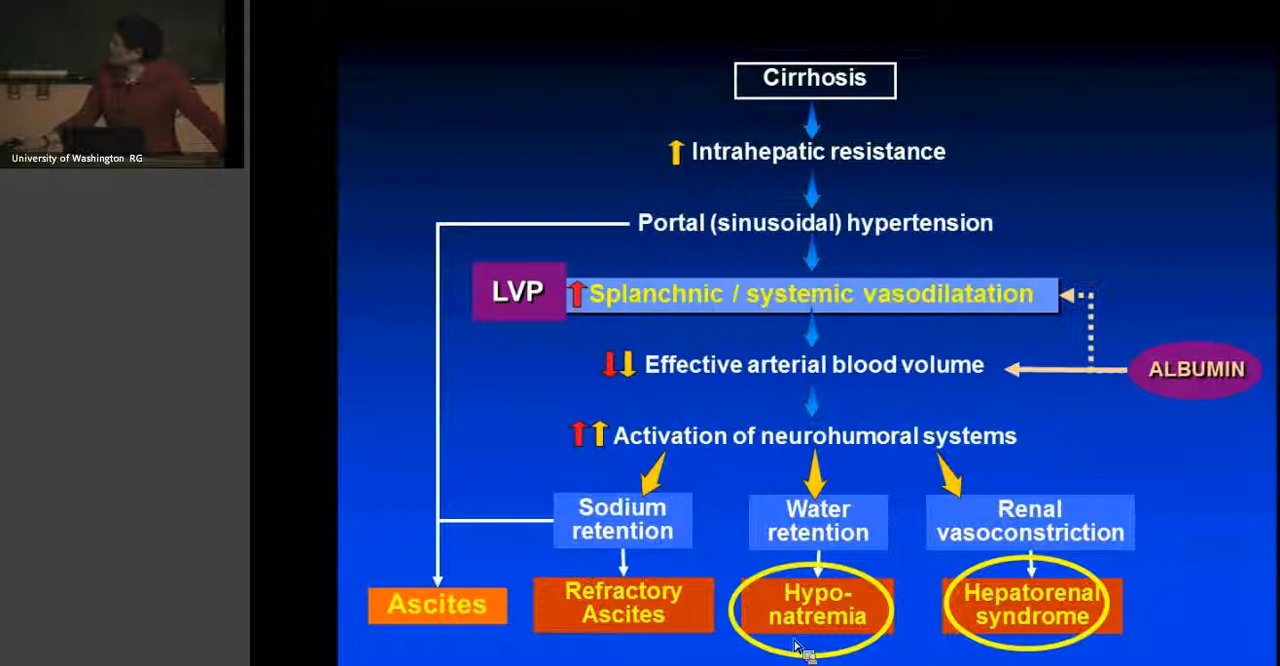 University of Washington RG
Cirrhosis
Intrahepatic resistance
Portal (sinusoidal) hypertension
LVP
Splanchnic / systemic vasodilatation
Effective arterial blood volume
ALBUMIN
Activation of neurohumoral systems
Sodium
retention
Water
retention
Renal
vasoconstriction
Ascites
Refractory
Ascites
Hypo-
natremia
Hepatorenal
syndrome